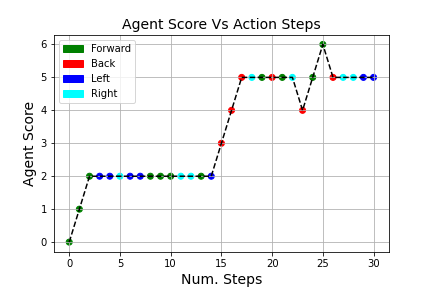 Agent Score Vs Action Steps
Forward
Back
Left
Right
Agent Score
6
5
4
3
2
1
0
0 5 10 15 20 25 30
Num. Steps